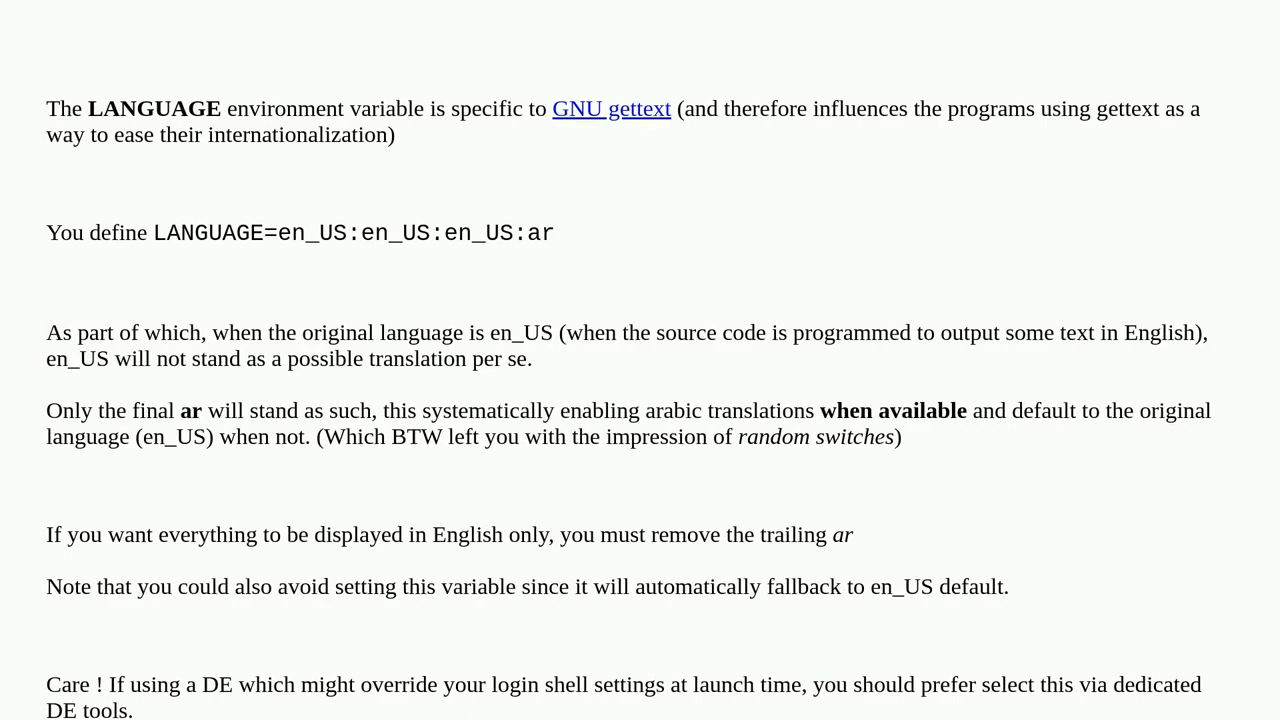 The LANGUAGE environment variable is specific to GNU gettext (and therefore influences the programs using gettext as a
way to ease their internationalization)
You define LANGUAGE=en_US:en_US:en_US:ar
As part of which, when the original language is en_US (when the source code is programmed to output some text in English),
en_US will not stand as a possible translation per se.
Only the final ar will stand as such, this systematically enabling arabic translations when available and default to the original
language (en_US) when not. (Which BTW left you with the impression of random switches)
If you want everything to be displayed in English only, you must remove the trailing ar
Note that you could also avoid setting this variable since it will automatically fallback to en_US default.
Care ! If using a DE which might override your login shell settings at launch time, you should prefer select this via dedicated
DE tools.